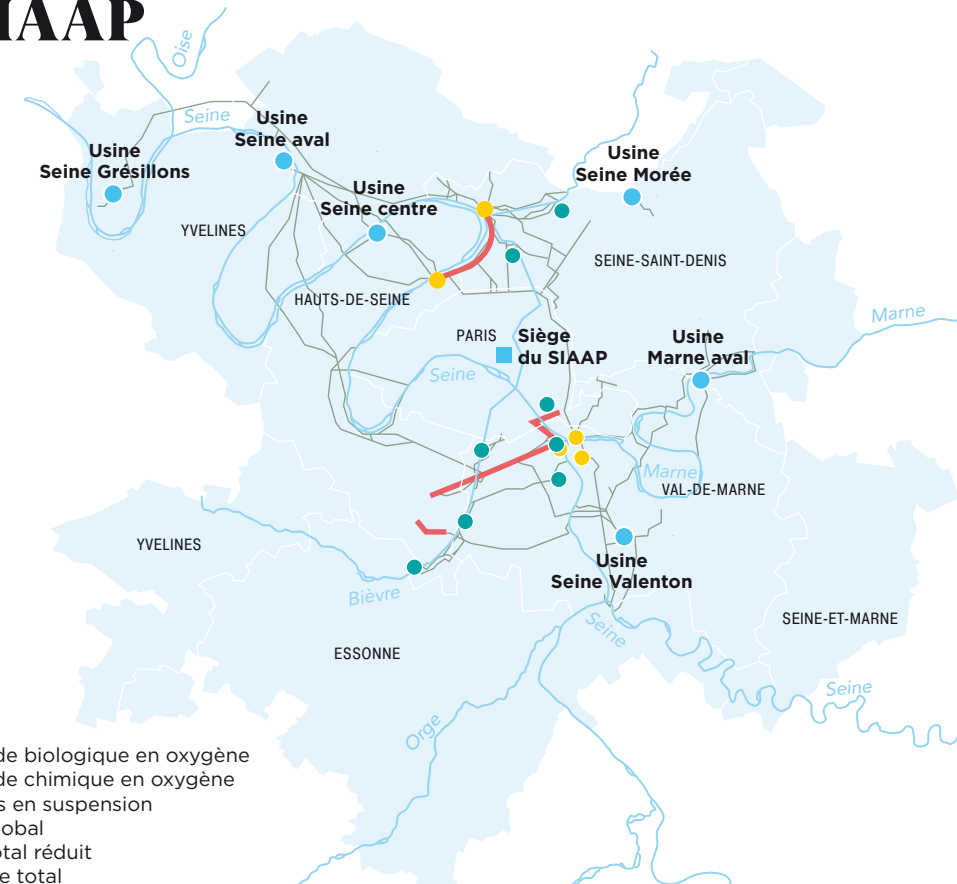 IAAP
Oise
Seine
Usine
Seine aval
Usine
Seine Grésillons
Usine
Seine Morée
Usine
Seine centre
YVELINES
SEINE-SAINT-DENIS
HAUTS-DE-SEINE
Marne
PARIS
Siège
du SIAAP
Usine
Marne aval
Seine
Marne
VAL-DE-MARNE
YVELINES
Usine
Seine Valenton
Bièvre
Seine
SEINE-ET-MARNE
ESSONNE
Seine
Orge
de biologique en oxygène
de chimique en oxygène
s en suspension
obal
otal réduit
e total